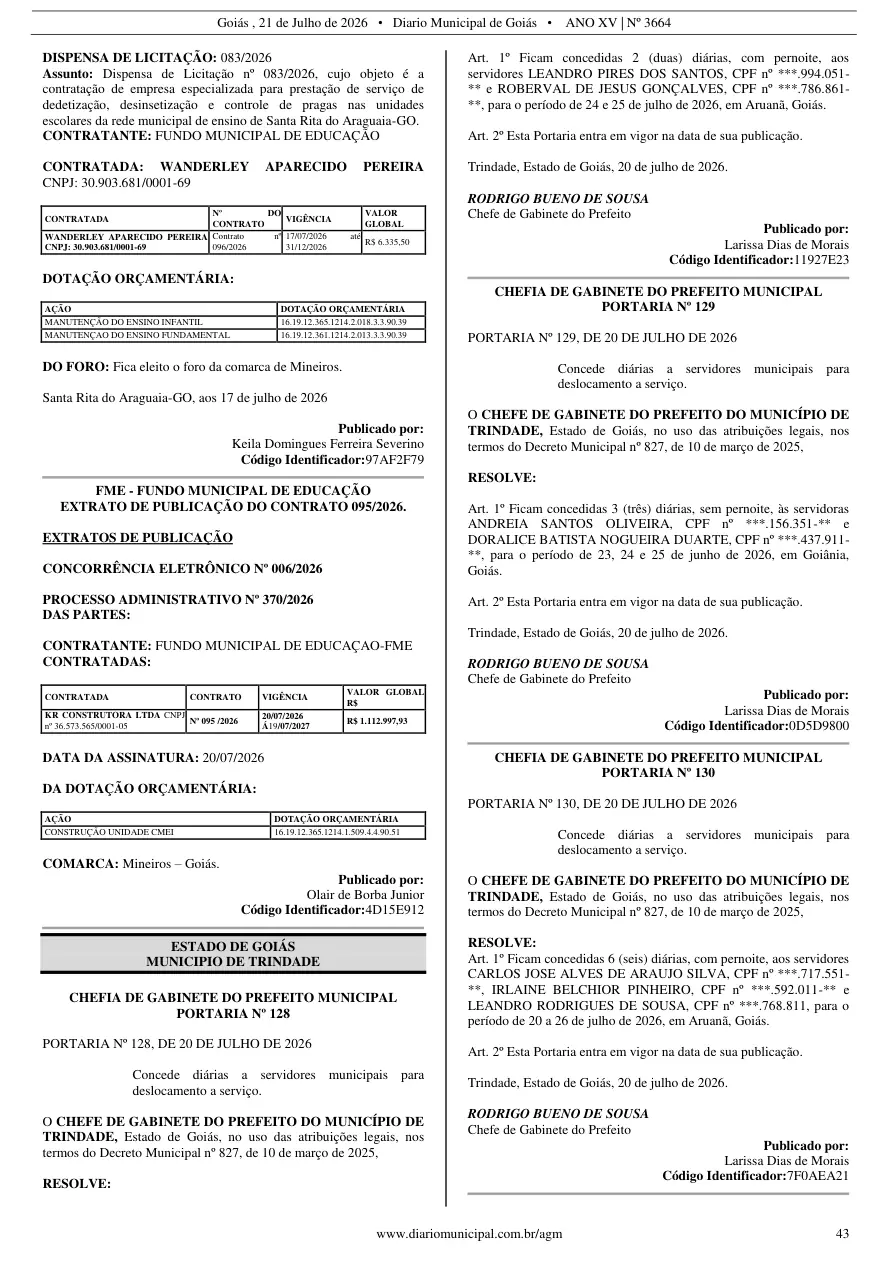 Goiás , 21 de Julho de 2026 • Diario Municipal de Goiás • ANO XV | Nº 3664
DISPENSA DE LICITAÇÃO: 083/2026
Assunto: Dispensa de Licitação nº 083/2026, cujo objeto é a
contratação de empresa especializada para prestação de serviço de
dedetização, desinsetização e controle de pragas nas unidades
escolares da rede municipal de ensino de Santa Rita do Araguaia-GO.
CONTRATANTE: FUNDO MUNICIPAL DE EDUCAÇÃO
CONTRATADA: WANDERLEY APARECIDO PEREIRA
CNPJ: 30.903.681/0001-69
CONTRATADA Nº DO CONTRATO VIGÊNCIA VALOR GLOBAL
WANDERLEY APARECIDO PEREIRA CNPJ: 30.903.681/0001-69 Contrato nº 096/2026 17/07/2026 até 31/12/2026 R$ 6.335,50
DOTAÇÃO ORÇAMENTÁRIA:
AÇÃO DOTAÇÃO ORÇAMENTÁRIA
MANUTENÇÃO DO ENSINO INFANTIL 16.19.12.365.1214.2.018.3.3.90.39
MANUTENÇAO DO ENSINO FUNDAMENTAL 16.19.12.361.1214.2.013.3.3.90.39
DO FORO: Fica eleito o foro da comarca de Mineiros.
Santa Rita do Araguaia-GO, aos 17 de julho de 2026
Publicado por:
Keila Domingues Ferreira Severino
Código Identificador:97AF2F79
FME - FUNDO MUNICIPAL DE EDUCAÇÃO
EXTRATO DE PUBLICAÇÃO DO CONTRATO 095/2026.
EXTRATOS DE PUBLICAÇÃO
CONCORRÊNCIA ELETRÔNICO Nº 006/2026
PROCESSO ADMINISTRATIVO Nº 370/2026
DAS PARTES:
CONTRATANTE: FUNDO MUNICIPAL DE EDUCAÇAO-FME
CONTRATADAS:
CONTRATADA CONTRATO VIGÊNCIA VALOR GLOBAL R$
KR CONSTRUTORA LTDA CNPJ nº 36.573.565/0001-05 Nº 095 /2026 20/07/2026 Á19/07/2027 R$ 1.112.997,93
DATA DA ASSINATURA: 20/07/2026
DA DOTAÇÃO ORÇAMENTÁRIA:
AÇÃO DOTAÇÃO ORÇAMENTÁRIA
CONSTRUÇÃO UNIDADE CMEI 16.19.12.365.1214.1.509.4.4.90.51
COMARCA: Mineiros – Goiás.
Publicado por:
Olair de Borba Junior
Código Identificador:4D15E912
ESTADO DE GOIÁS
MUNICIPIO DE TRINDADE
CHEFIA DE GABINETE DO PREFEITO MUNICIPAL
PORTARIA Nº 128
PORTARIA Nº 128, DE 20 DE JULHO DE 2026
Concede diárias a servidores municipais para
deslocamento a serviço.
O CHEFE DE GABINETE DO PREFEITO DO MUNICÍPIO DE
TRINDADE, Estado de Goiás, no uso das atribuições legais, nos
termos do Decreto Municipal nº 827, de 10 de março de 2025,
RESOLVE:
Art. 1º Ficam concedidas 2 (duas) diárias, com pernoite, aos
servidores LEANDRO PIRES DOS SANTOS, CPF nº ***.994.051-
** e ROBERVAL DE JESUS GONÇALVES, CPF nº ***.786.861-
**, para o período de 24 e 25 de julho de 2026, em Aruanã, Goiás.
Art. 2º Esta Portaria entra em vigor na data de sua publicação.
Trindade, Estado de Goiás, 20 de julho de 2026.
RODRIGO BUENO DE SOUSA
Chefe de Gabinete do Prefeito
Publicado por:
Larissa Dias de Morais
Código Identificador:11927E23
CHEFIA DE GABINETE DO PREFEITO MUNICIPAL
PORTARIA Nº 129
PORTARIA Nº 129, DE 20 DE JULHO DE 2026
Concede diárias a servidores municipais para
deslocamento a serviço.
O CHEFE DE GABINETE DO PREFEITO DO MUNICÍPIO DE
TRINDADE, Estado de Goiás, no uso das atribuições legais, nos
termos do Decreto Municipal nº 827, de 10 de março de 2025,
RESOLVE:
Art. 1º Ficam concedidas 3 (três) diárias, sem pernoite, às servidoras
ANDREIA SANTOS OLIVEIRA, CPF nº ***.156.351-** e
DORALICE BATISTA NOGUEIRA DUARTE, CPF nº ***.437.911-
**, para o período de 23, 24 e 25 de junho de 2026, em Goiânia,
Goiás.
Art. 2º Esta Portaria entra em vigor na data de sua publicação.
Trindade, Estado de Goiás, 20 de julho de 2026.
RODRIGO BUENO DE SOUSA
Chefe de Gabinete do Prefeito
Publicado por:
Larissa Dias de Morais
Código Identificador:0D5D9800
CHEFIA DE GABINETE DO PREFEITO MUNICIPAL
PORTARIA Nº 130
PORTARIA Nº 130, DE 20 DE JULHO DE 2026
Concede diárias a servidores municipais para
deslocamento a serviço.
O CHEFE DE GABINETE DO PREFEITO DO MUNICÍPIO DE
TRINDADE, Estado de Goiás, no uso das atribuições legais, nos
termos do Decreto Municipal nº 827, de 10 de março de 2025,
RESOLVE:
Art. 1º Ficam concedidas 6 (seis) diárias, com pernoite, aos servidores
CARLOS JOSE ALVES DE ARAUJO SILVA, CPF nº ***.717.551-
**, IRLAINE BELCHIOR PINHEIRO, CPF nº ***.592.011-** e
LEANDRO RODRIGUES DE SOUSA, CPF nº ***.768.811, para o
período de 20 a 26 de julho de 2026, em Aruanã, Goiás.
Art. 2º Esta Portaria entra em vigor na data de sua publicação.
Trindade, Estado de Goiás, 20 de julho de 2026.
RODRIGO BUENO DE SOUSA
Chefe de Gabinete do Prefeito
Publicado por:
Larissa Dias de Morais
Código Identificador:7F0AEA21
www.diariomunicipal.com.br/agm 43